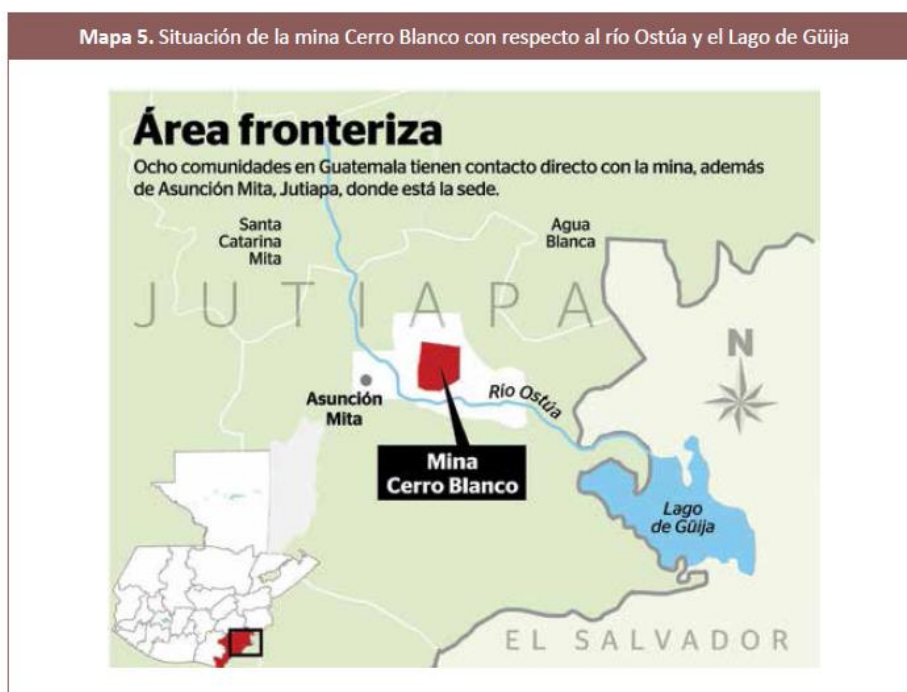 Mapa 5. Situación de la mina Cerro Blanco con respecto al río Ostúa y el Lago de Güija
Área fronteriza
Ocho comunidades en Guatemala tienen contacto directo con la mina, además
de Asunción Mita, Jutiapa, donde está la sede.
Santa
Catarina
Mita
Agua
Blanca
JUTIAPA
N
Asunción
Mita
Río Ostúa
Mina
Cerro Blanco
Lago
de Güija
EL SALVADOR